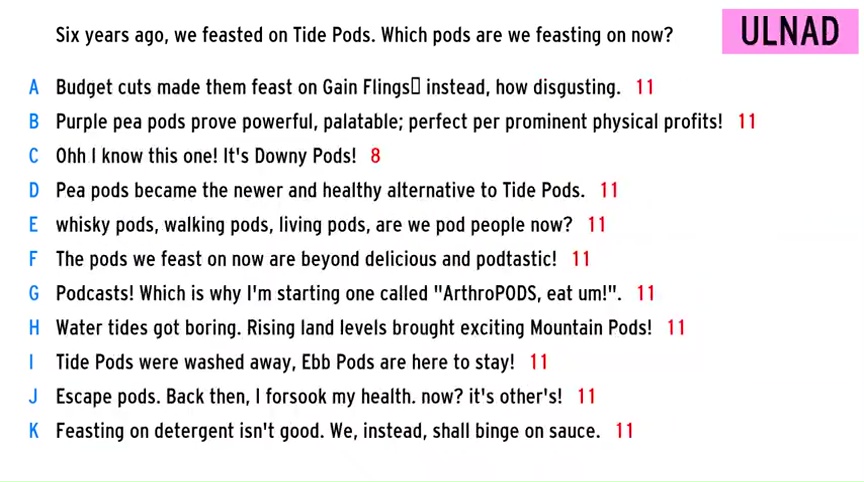 Six years ago, we feasted on Tide Pods. Which pods are we feasting on now? ULNAD
A Budget cuts made them feast on Gain Flings▯ instead, how disgusting. 11
B Purple pea pods prove powerful, palatable; perfect per prominent physical profits! 11
C Ohh I know this one! It's Downy Pods! 8
D Pea pods became the newer and healthy alternative to Tide Pods. 11
E whisky pods, walking pods, living pods, are we pod people now? 11
F The pods we feast on now are beyond delicious and podtastic! 11
G Podcasts! Which is why I'm starting one called "ArthroPODS, eat um!". 11
H Water tides got boring. Rising land levels brought exciting Mountain Pods! 11
I Tide Pods were washed away, Ebb Pods are here to stay! 11
J Escape pods. Back then, I forsook my health. now? it's other's! 11
K Feasting on detergent isn't good. We, instead, shall binge on sauce. 11